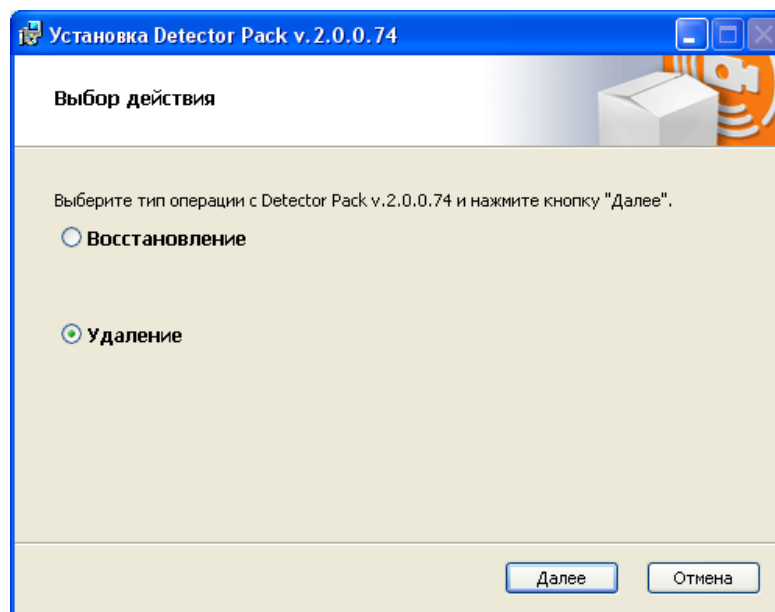 Установка Detector Pack v.2.0.0.74
Выбор действия
Выберите тип операции с Detector Pack v.2.0.0.74 и нажмите кнопку "Далее".
Восстановление
Удаление
Далее
Отмена